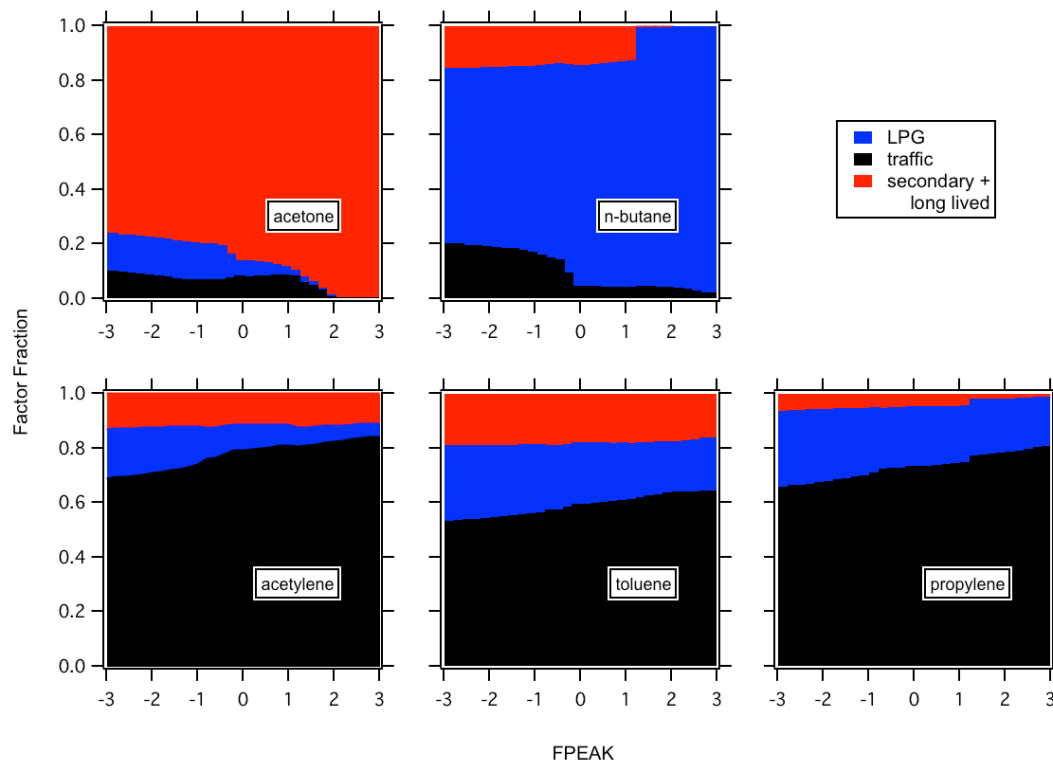 1.0
0.8
0.6
0.4
0.2
0.0
acetone
-3 -2 -1 0 1 2 3
n-butane
-3 -2 -1 0 1 2 3
LPG
traffic
secondary +
long lived
Factor Fraction
1.0
0.8
0.6
0.4
0.2
0.0
acetylene
-3 -2 -1 0 1 2 3
toluene
-3 -2 -1 0 1 2 3
propylene
-3 -2 -1 0 1 2 3
FPEAK